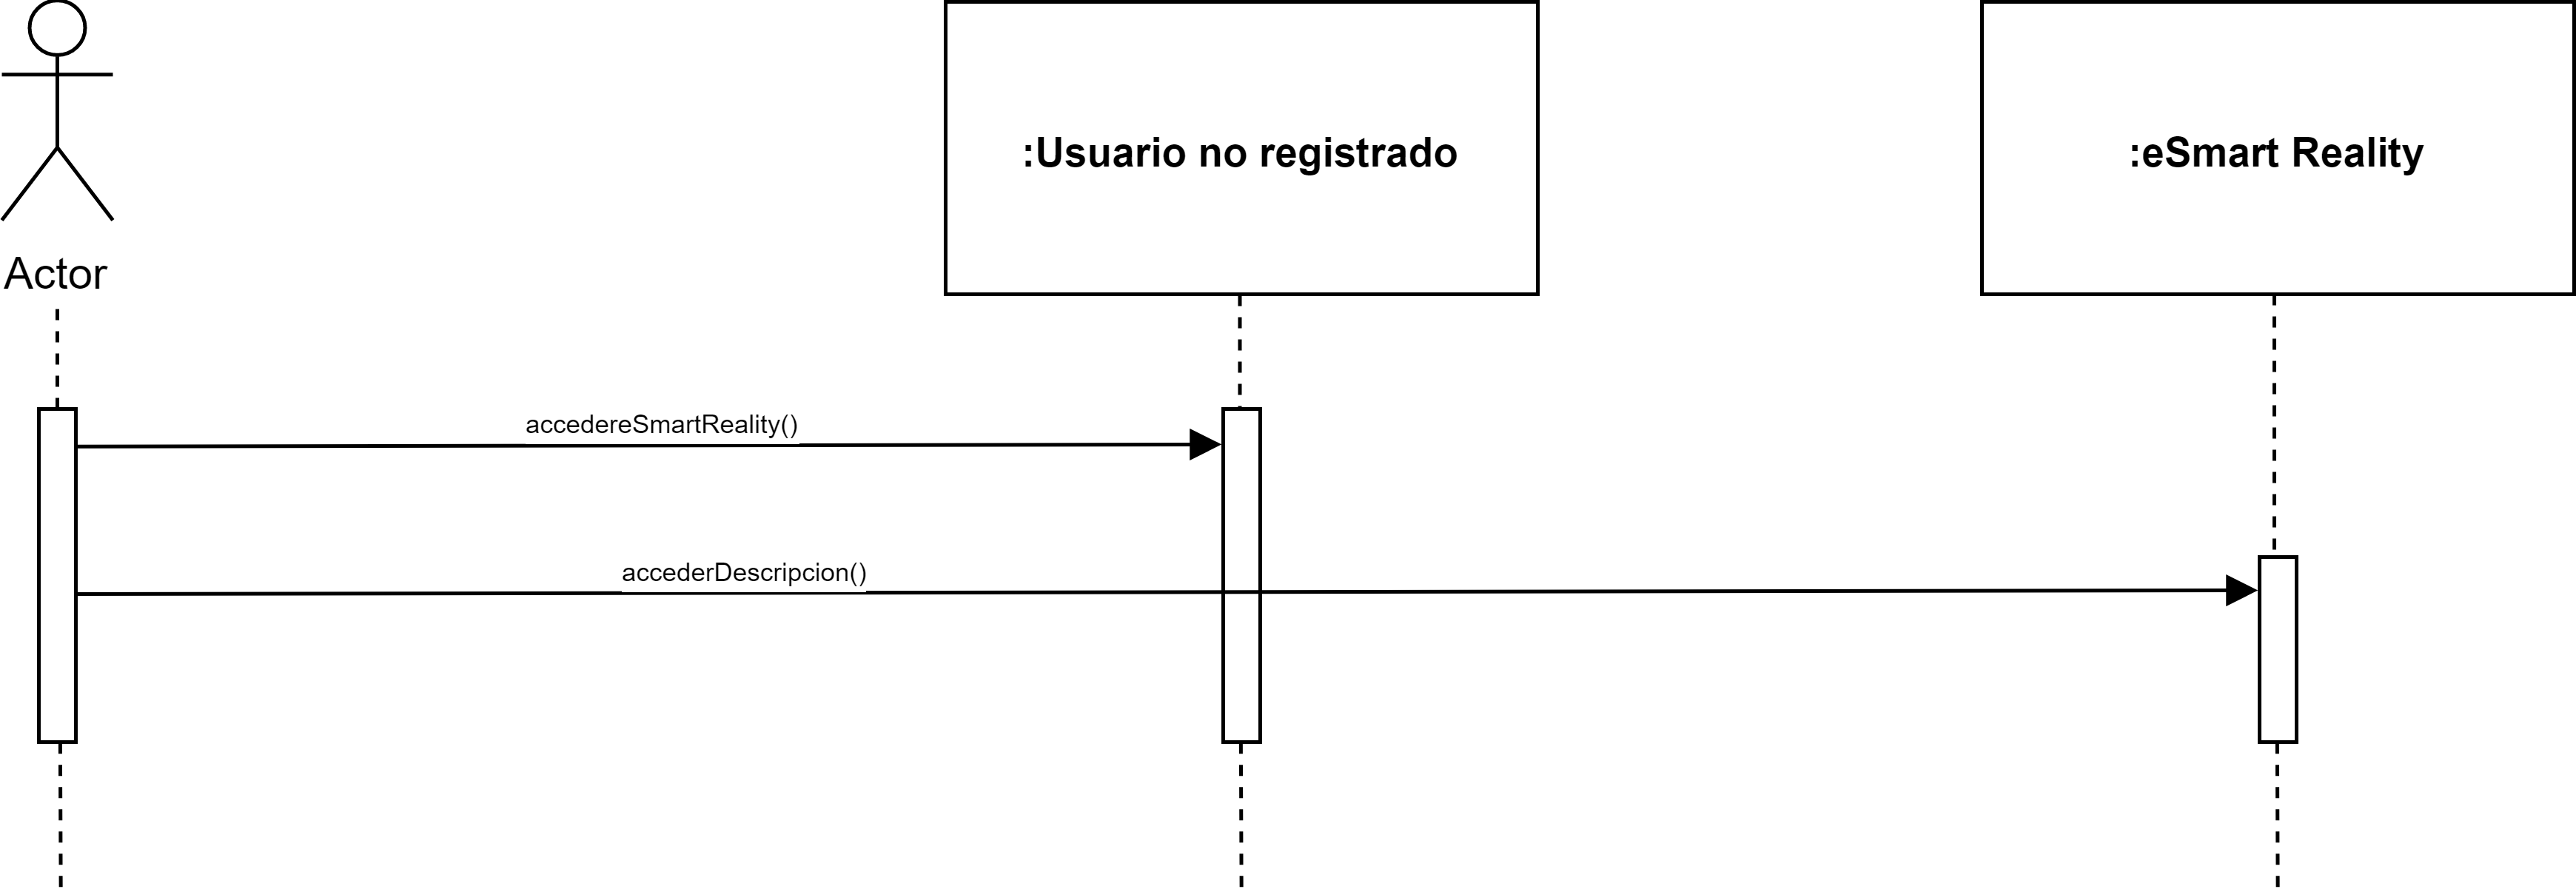 :Usuario no registrado
:eSmart Reality
Actor
accedereSmartReality()
accederDescripcion()